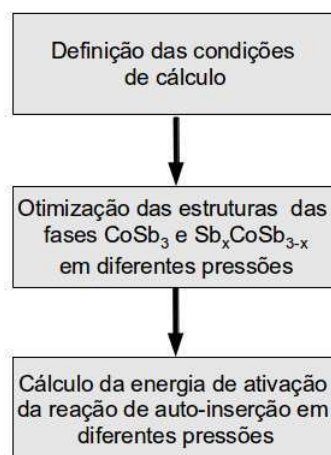 Definição das condições
de cálculo
Otimização das estruturas das
fases CoSb₃ e SbₓCoSb₃₋ₓ
em diferentes pressões
Cálculo da energia de ativação
da reação de auto-inserção em
diferentes pressões